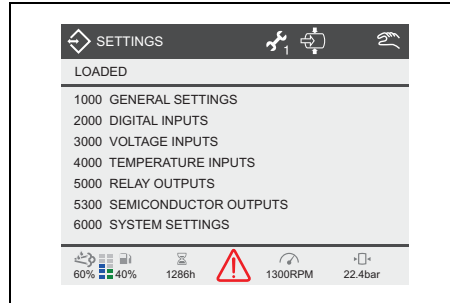 SETTINGS
1
LOADED
1000 GENERAL SETTINGS
2000 DIGITAL INPUTS
3000 VOLTAGE INPUTS
4000 TEMPERATURE INPUTS
5000 RELAY OUTPUTS
5300 SEMICONDUCTOR OUTPUTS
6000 SYSTEM SETTINGS
60% 40% 1286h 1300RPM 22.4bar